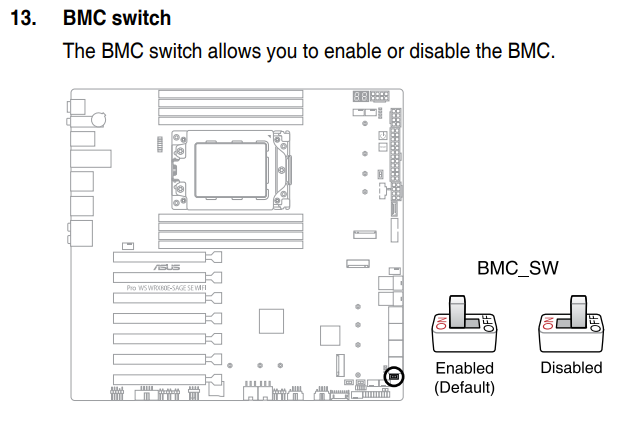 13. BMC switch
The BMC switch allows you to enable or disable the BMC.
ASUS
Pro WS WRX80E-SAGE SE WIFI
BMC_SW
ON OFF
ON OFF
Enabled
(Default)
Disabled